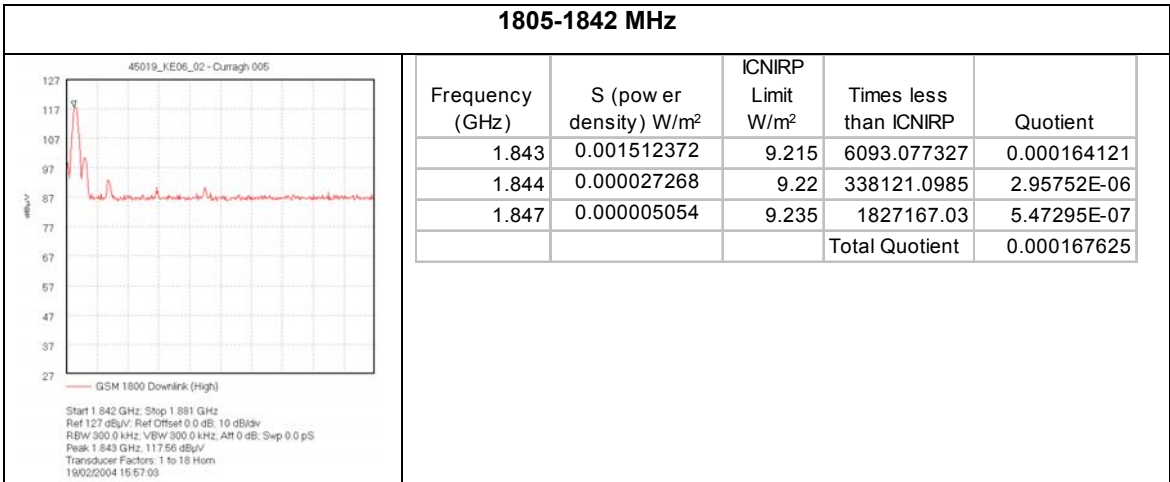 1805-1842 MHz
45019_KE06_02 - Curragh 005
127
117
107
97
87
77
67
57
47
37
27
dBµV
GSM 1800 Downlink (High)
Start 1.842 GHz; Stop 1.881 GHz
Ref 127 dBµV; Ref Offset 0.0 dB; 10 dB/div
RBW 300.0 kHz; VBW 300.0 kHz; Att 0 dB; Swp 0.0 pS
Peak 1.843 GHz, 117.56 dBµV
Transducer Factors: 1 to 18 Horn
19/02/2004 15:57:03
ICNIRP
Frequency S (pow er Limit Times less
(GHz) density) W/m² W/m² than ICNIRP Quotient
1.843 0.001512372 9.215 6093.077327 0.000164121
1.844 0.000027268 9.22 338121.0985 2.95752E-06
1.847 0.000005054 9.235 1827167.03 5.47295E-07
Total Quotient 0.000167625